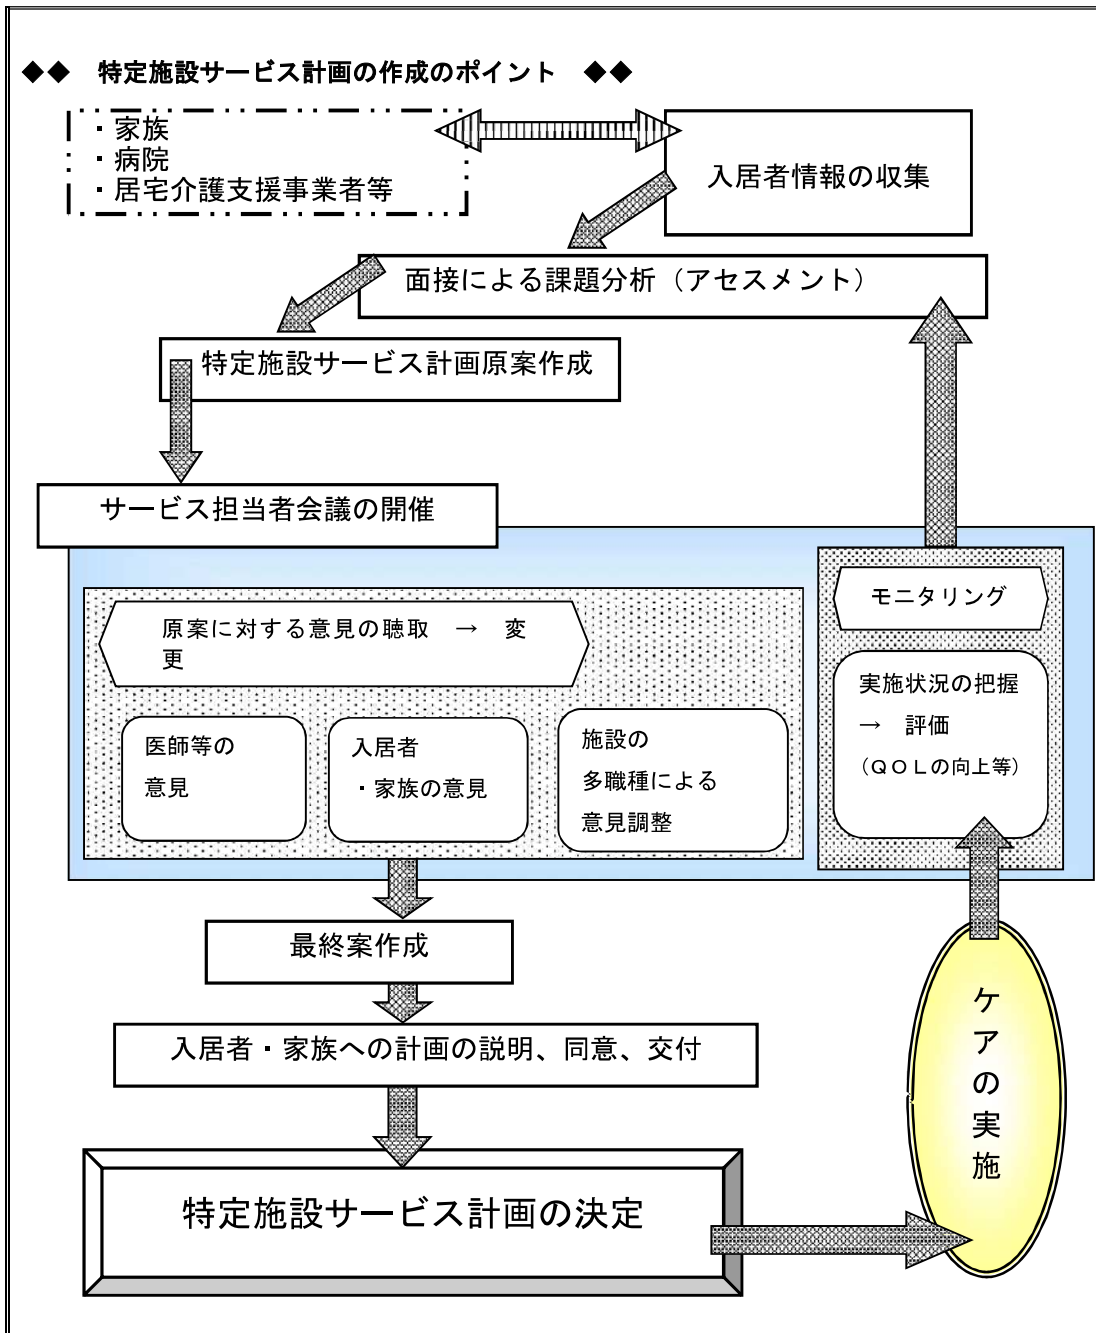 ◆◆　特定施設サービス計画の作成のポイント　◆◆
・家族
・病院
・居宅介護支援事業者等
入居者情報の収集
面接による課題分析（アセスメント）
特定施設サービス計画原案作成
サービス担当者会議の開催
原案に対する意見の聴取　→　変
更
医師等の
意見
入居者
・家族の意見
施設の
多職種による
意見調整
モニタリング
実施状況の把握
→　評価
（ＱＯＬの向上等）
最終案作成
入居者・家族への計画の説明、同意、交付
特定施設サービス計画の決定
ケアの実施